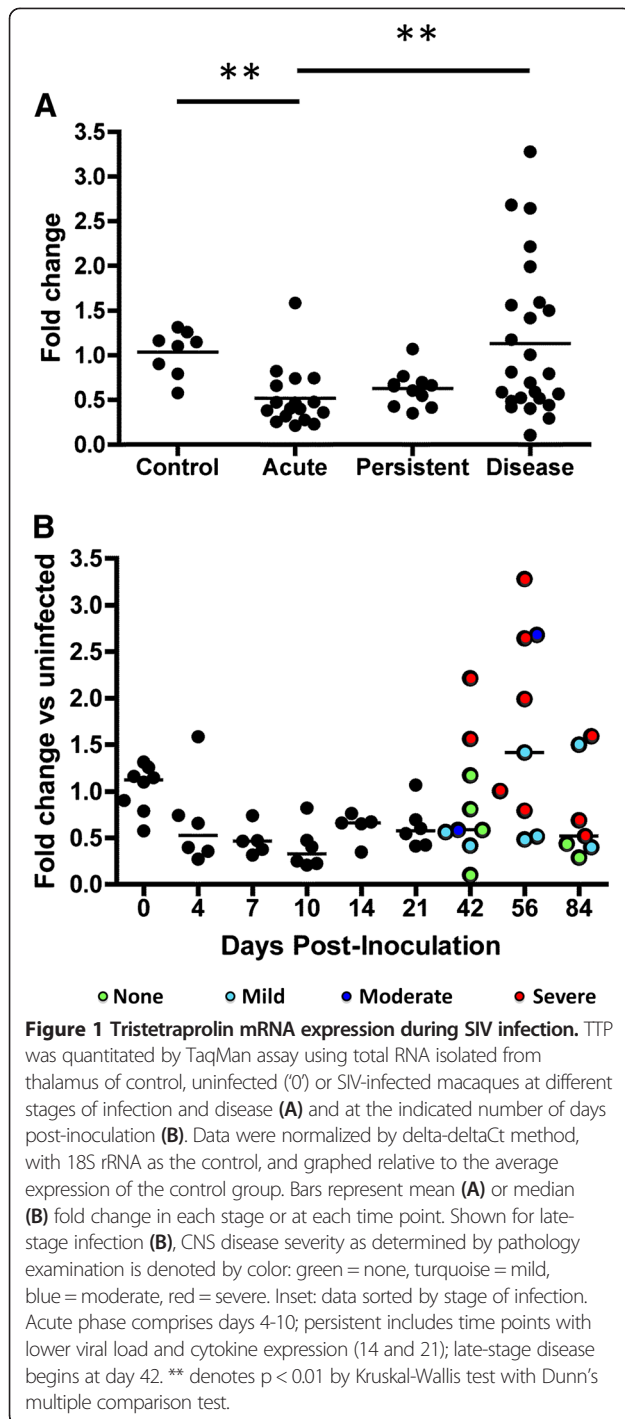 **
**
A
Fold change
3.5
3.0
2.5
2.0
1.5
1.0
0.5
0.0
Control Acute Persistent Disease
B
Fold change vs uninfected
3.5
3.0
2.5
2.0
1.5
1.0
0.5
0.0
0 4 7 10 14 21 42 56 84
Days Post-Inoculation
None Mild Moderate Severe
Figure 1 Tristetraprolin mRNA expression during SIV infection. TTP
was quantitated by TaqMan assay using total RNA isolated from
thalamus of control, uninfected (‘0’) or SIV-infected macaques at different
stages of infection and disease (A) and at the indicated number of days
post-inoculation (B). Data were normalized by delta-deltaCt method,
with 18S rRNA as the control, and graphed relative to the average
expression of the control group. Bars represent mean (A) or median
(B) fold change in each stage or at each time point. Shown for late-
stage infection (B), CNS disease severity as determined by pathology
examination is denoted by color: green = none, turquoise = mild,
blue = moderate, red = severe. Inset: data sorted by stage of infection.
Acute phase comprises days 4-10; persistent includes time points with
lower viral load and cytokine expression (14 and 21); late-stage disease
begins at day 42. ** denotes p < 0.01 by Kruskal-Wallis test with Dunn’s
multiple comparison test.